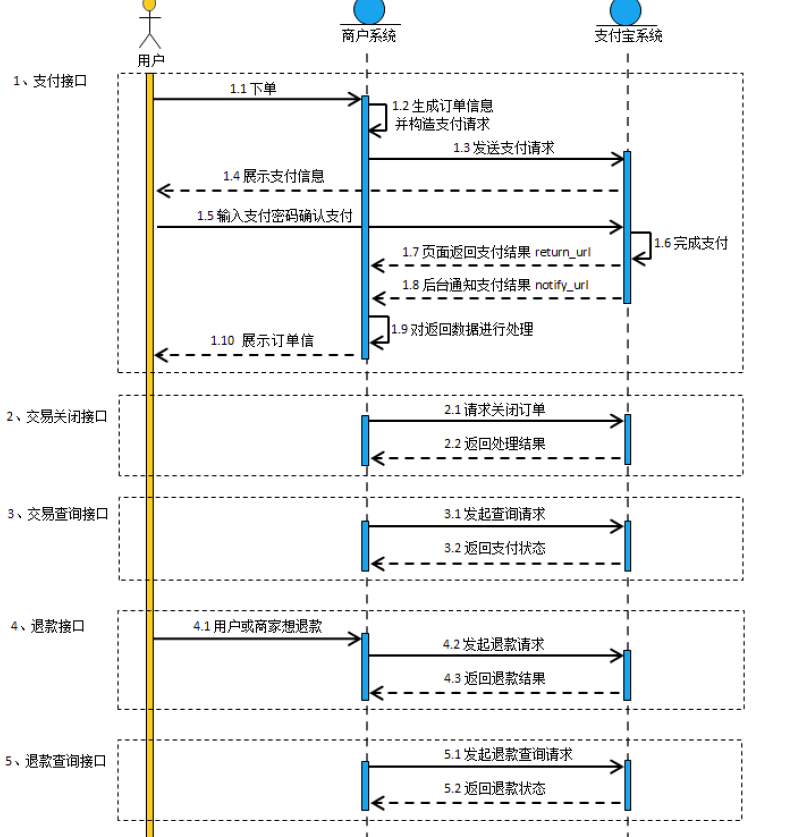 用户
商户系统
支付宝系统
1、支付接口
1.1 下单
1.2 生成订单信息
并构造支付请求
1.3 发送支付请求
1.4 展示支付信息
1.5 输入支付密码确认支付
1.6 完成支付
1.7 页面返回支付结果 return_url
1.8 后台通知支付结果 notify_url
1.9 对返回数据进行处理
1.10 展示订单信
2、交易关闭接口
2.1 请求关闭订单
2.2 返回处理结果
3、交易查询接口
3.1 发起查询请求
3.2 返回支付状态
4、退款接口
4.1 用户或商家想退款
4.2 发起退款请求
4.3 返回退款结果
5、退款查询接口
5.1 发起退款查询请求
5.2 返回退款状态